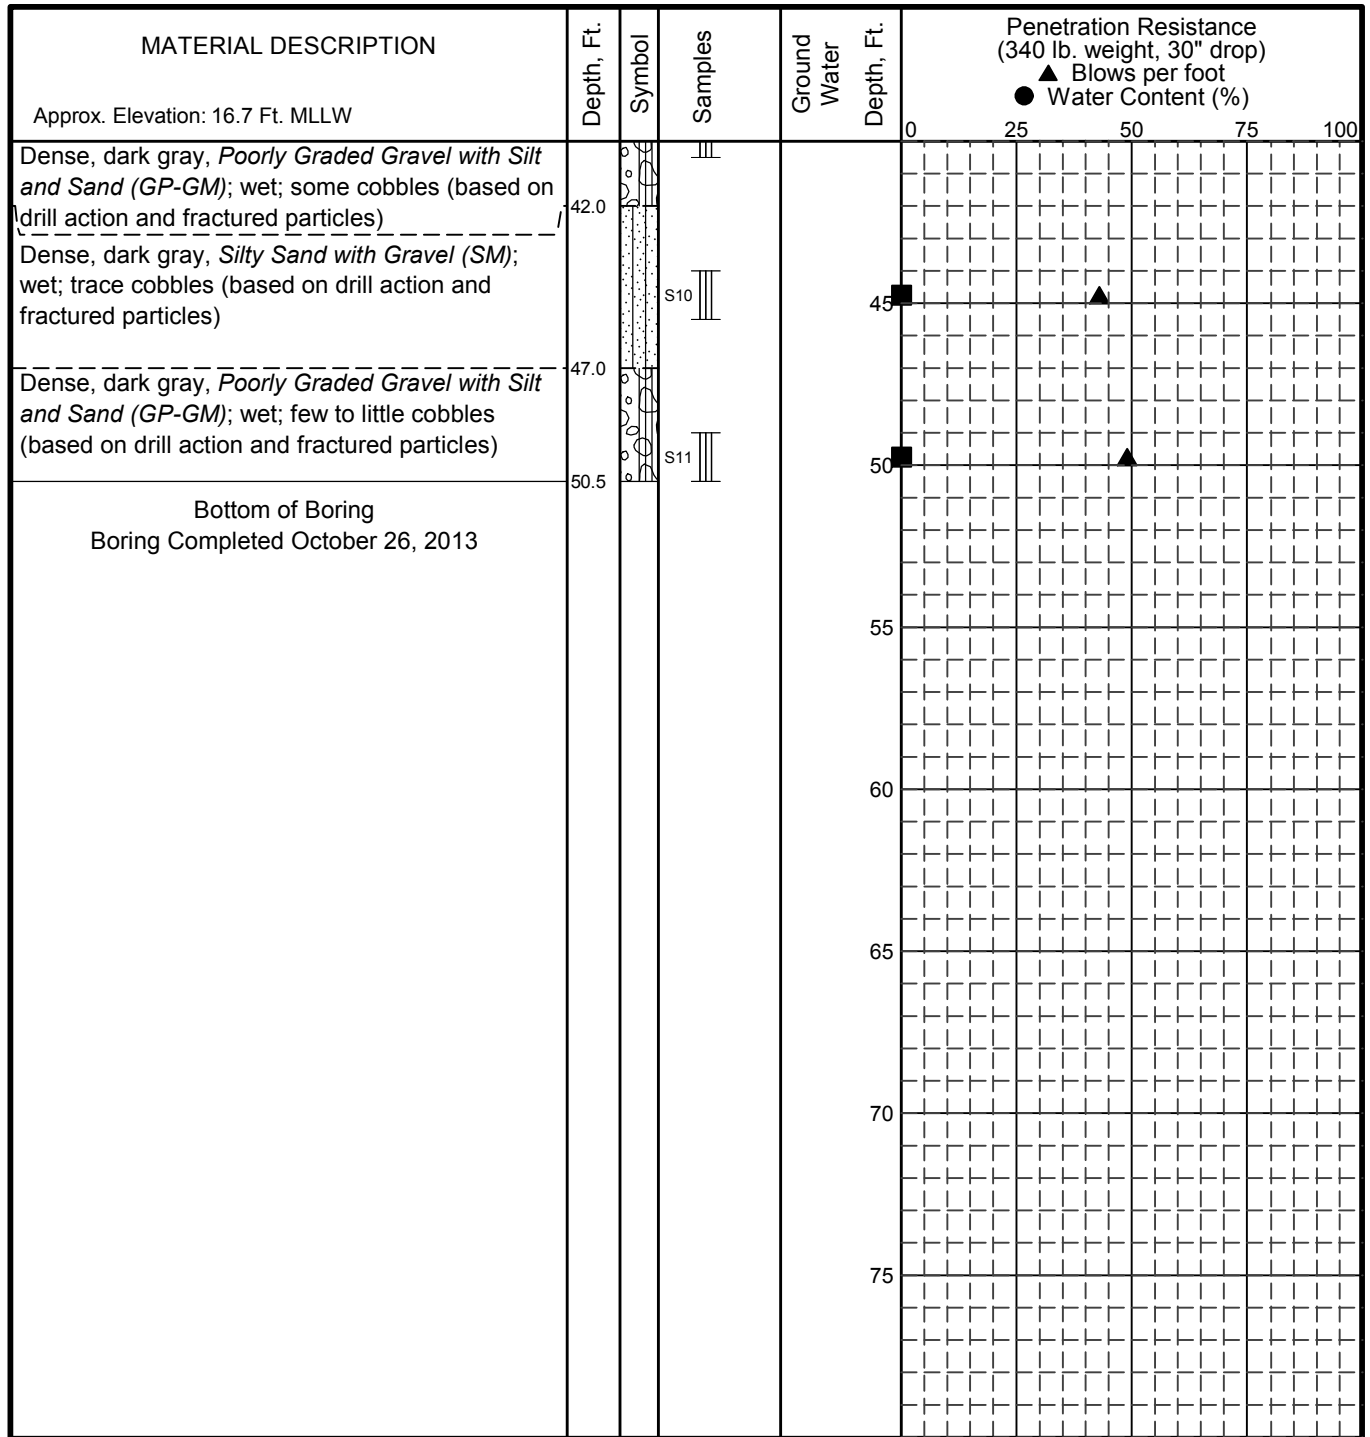 MATERIAL DESCRIPTION
Approx. Elevation: 16.7 Ft. MLLW
Depth, Ft.
Symbol
Samples
Ground
Water
Depth, Ft.
Penetration Resistance
(340 lb. weight, 30" drop)
▲ Blows per foot
● Water Content (%)
0 25 50 75 100
Dense, dark gray, Poorly Graded Gravel with Silt
and Sand (GP-GM); wet; some cobbles (based on
drill action and fractured particles)
42.0
Dense, dark gray, Silty Sand with Gravel (SM);
wet; trace cobbles (based on drill action and
fractured particles)
S10
45
47.0
Dense, dark gray, Poorly Graded Gravel with Silt
and Sand (GP-GM); wet; few to little cobbles
(based on drill action and fractured particles)
S11
50
50.5
Bottom of Boring
Boring Completed October 26, 2013
55
60
65
70
75